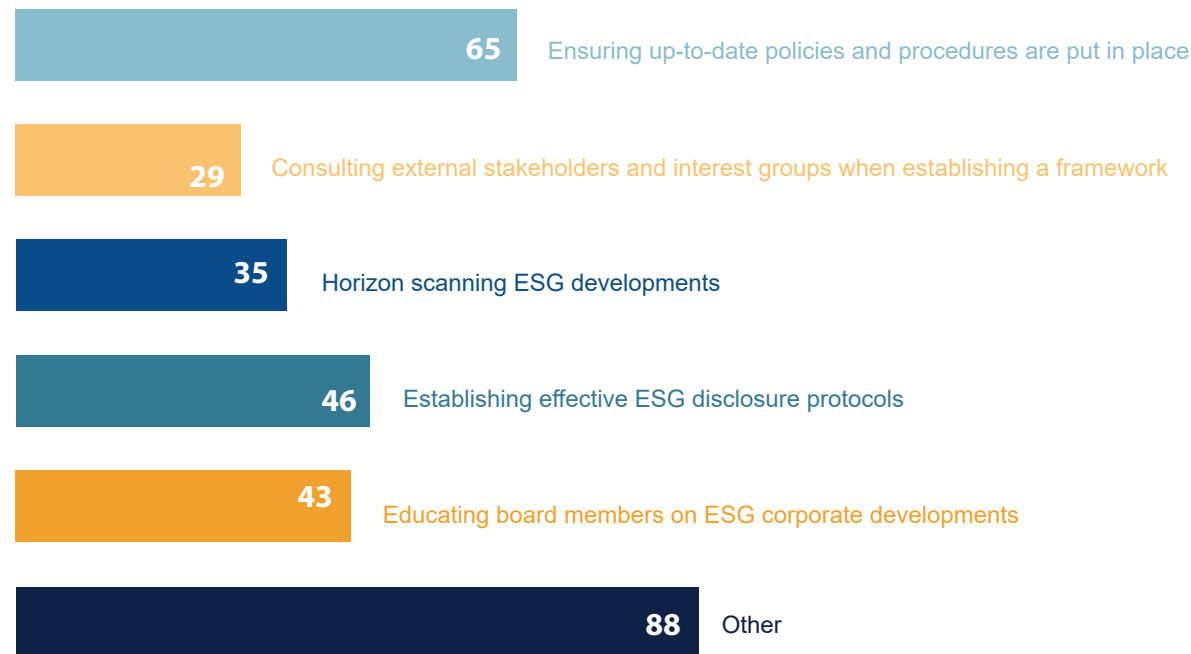 65 Ensuring up-to-date policies and procedures are put in place
29 Consulting external stakeholders and interest groups when establishing a framework
35 Horizon scanning ESG developments
46 Establishing effective ESG disclosure protocols
43 Educating board members on ESG corporate developments
88 Other